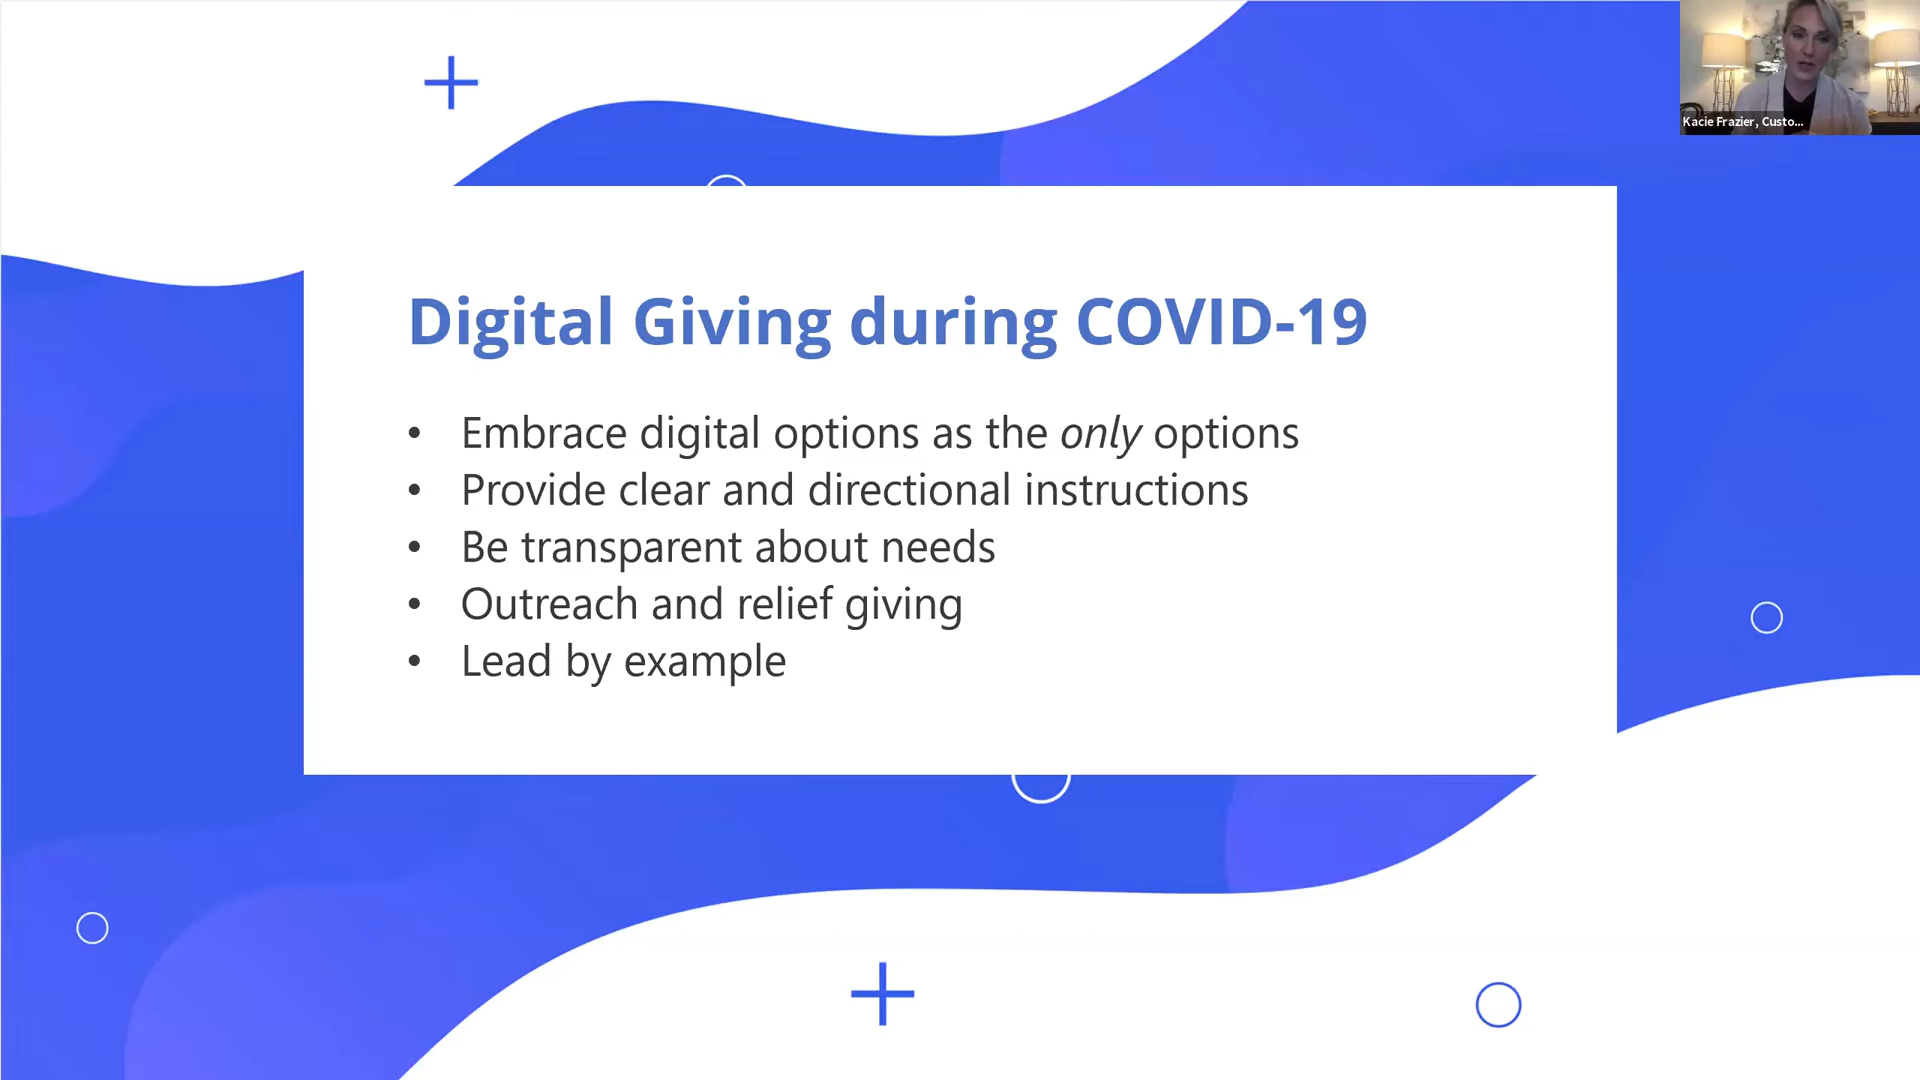 Kacie Frazier, Custo...
Digital Giving during COVID-19
• Embrace digital options as the only options
• Provide clear and directional instructions
• Be transparent about needs
• Outreach and relief giving
• Lead by example